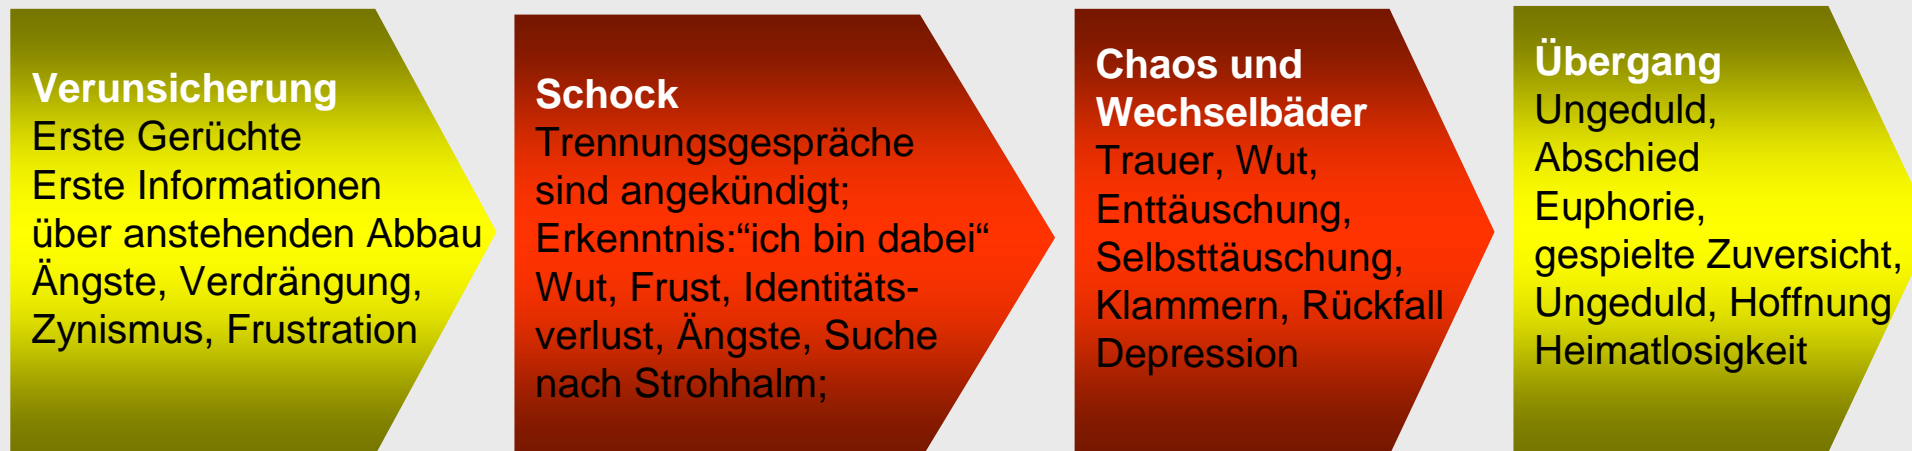 Verunsicherung
Erste Gerüchte
Erste Informationen
über anstehenden Abbau
Ängste, Verdrängung,
Zynismus, Frustration
Schock
Trennungsgespräche
sind angekündigt;
Erkenntnis:“ich bin dabei“
Wut, Frust, Identitäts-
verlust, Ängste, Suche
nach Strohhalm;
Chaos und
Wechselbäder
Trauer, Wut,
Enttäuschung,
Selbsttäuschung,
Klammern, Rückfall
Depression
Übergang
Ungeduld,
Abschied
Euphorie,
gespielte Zuversicht,
Ungeduld, Hoffnung
Heimatlosigkeit